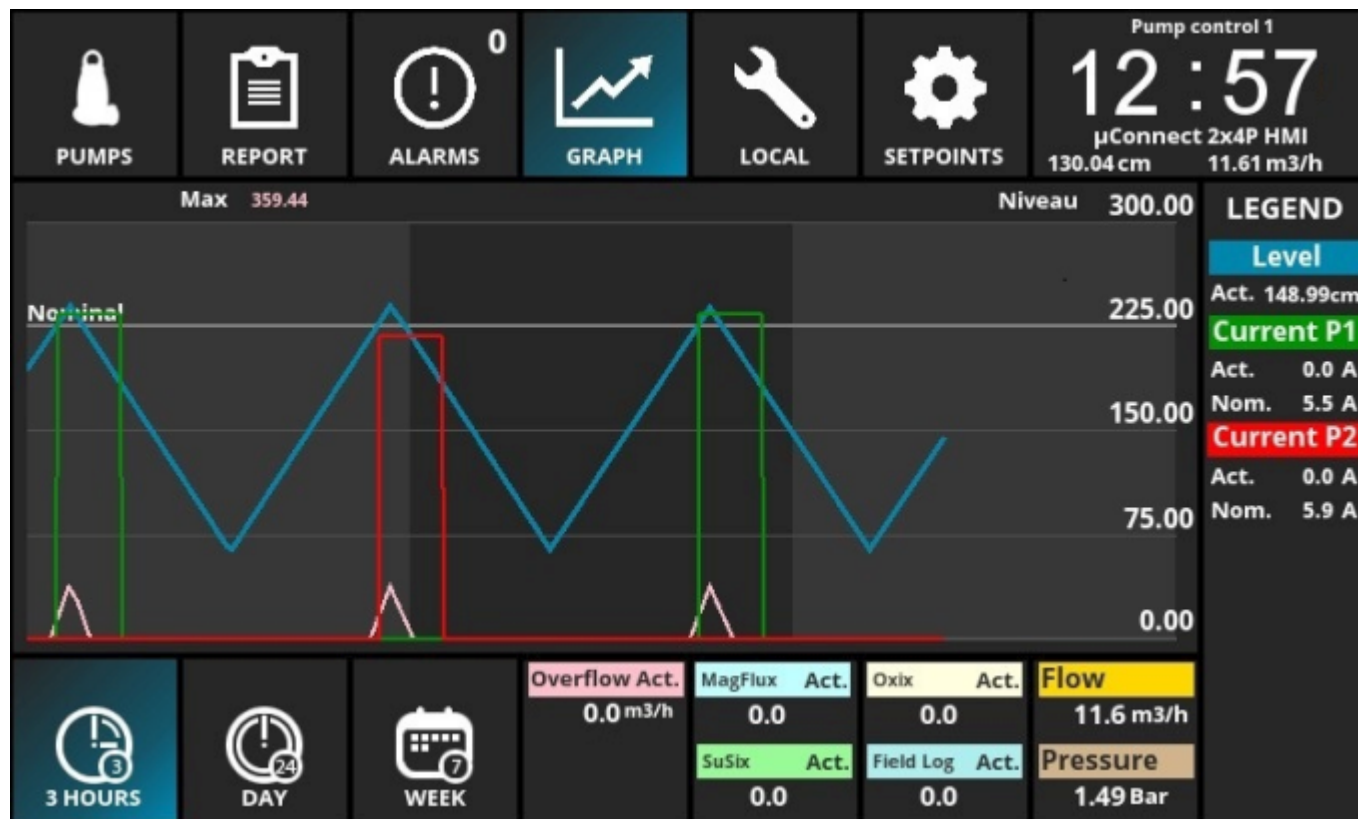 Pump control 1
12 : 57
µConnect 2x4P HMI
130.04 cm 11.61 m3/h
0
PUMPS REPORT ALARMS GRAPH LOCAL SETPOINTS
Max 359.44 Niveau 300.00
Nominal 225.00
150.00
75.00
0.00
LEGEND
Level
Act. 148.99cm
Current P1
Act. 0.0 A
Nom. 5.5 A
Current P2
Act. 0.0 A
Nom. 5.9 A
3
3 HOURS
24
DAY
7
WEEK
Overflow Act.
0.0 m3/h
MagFlux Act.
0.0
SuSix Act.
0.0
Oxix Act.
0.0
Field Log Act.
0.0
Flow
11.6 m3/h
Pressure
1.49 Bar